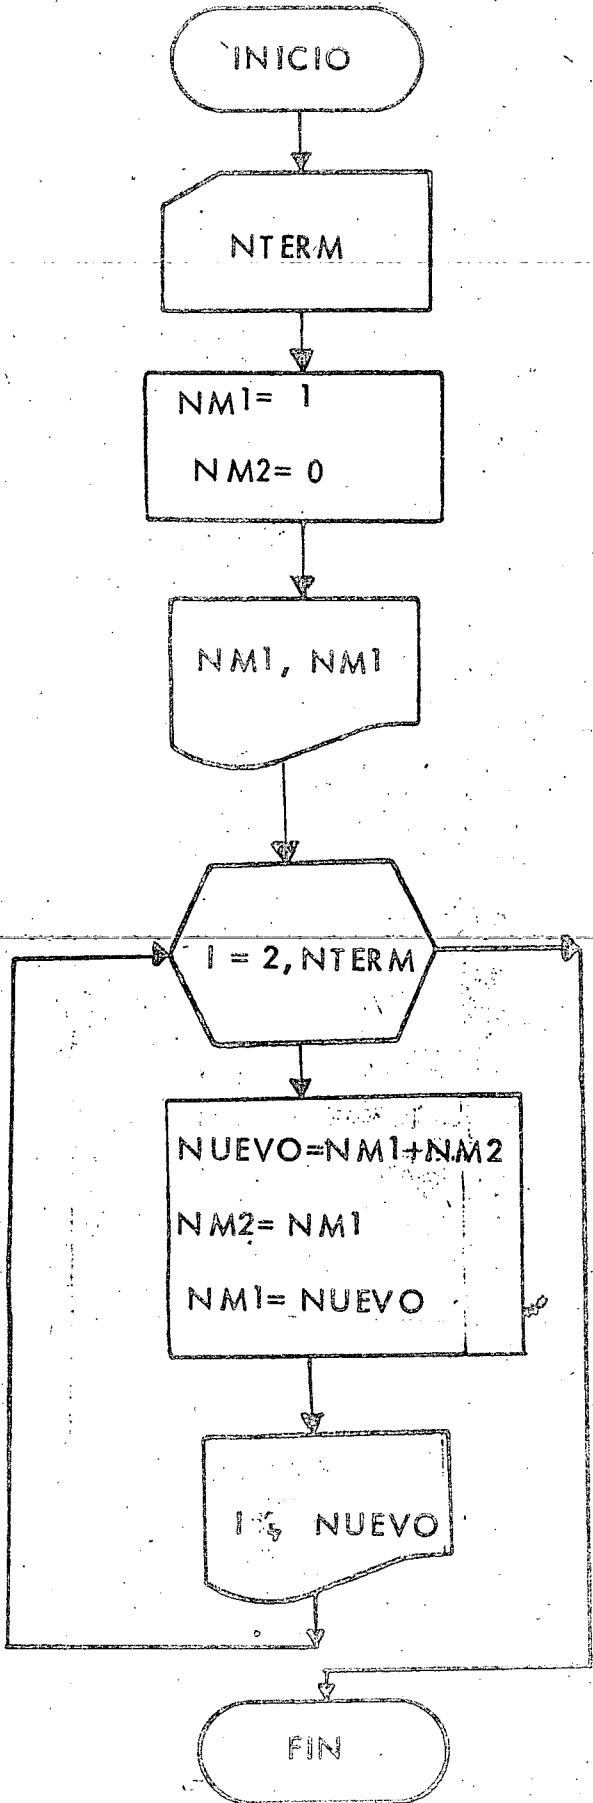 INICIO
NTERM
NM1= 1
NM2= 0
NM1, NM1
I = 2, NTERM
NUEVO=NM1+NM2
NM2= NM1
NM1= NUEVO
I , NUEVO
FIN